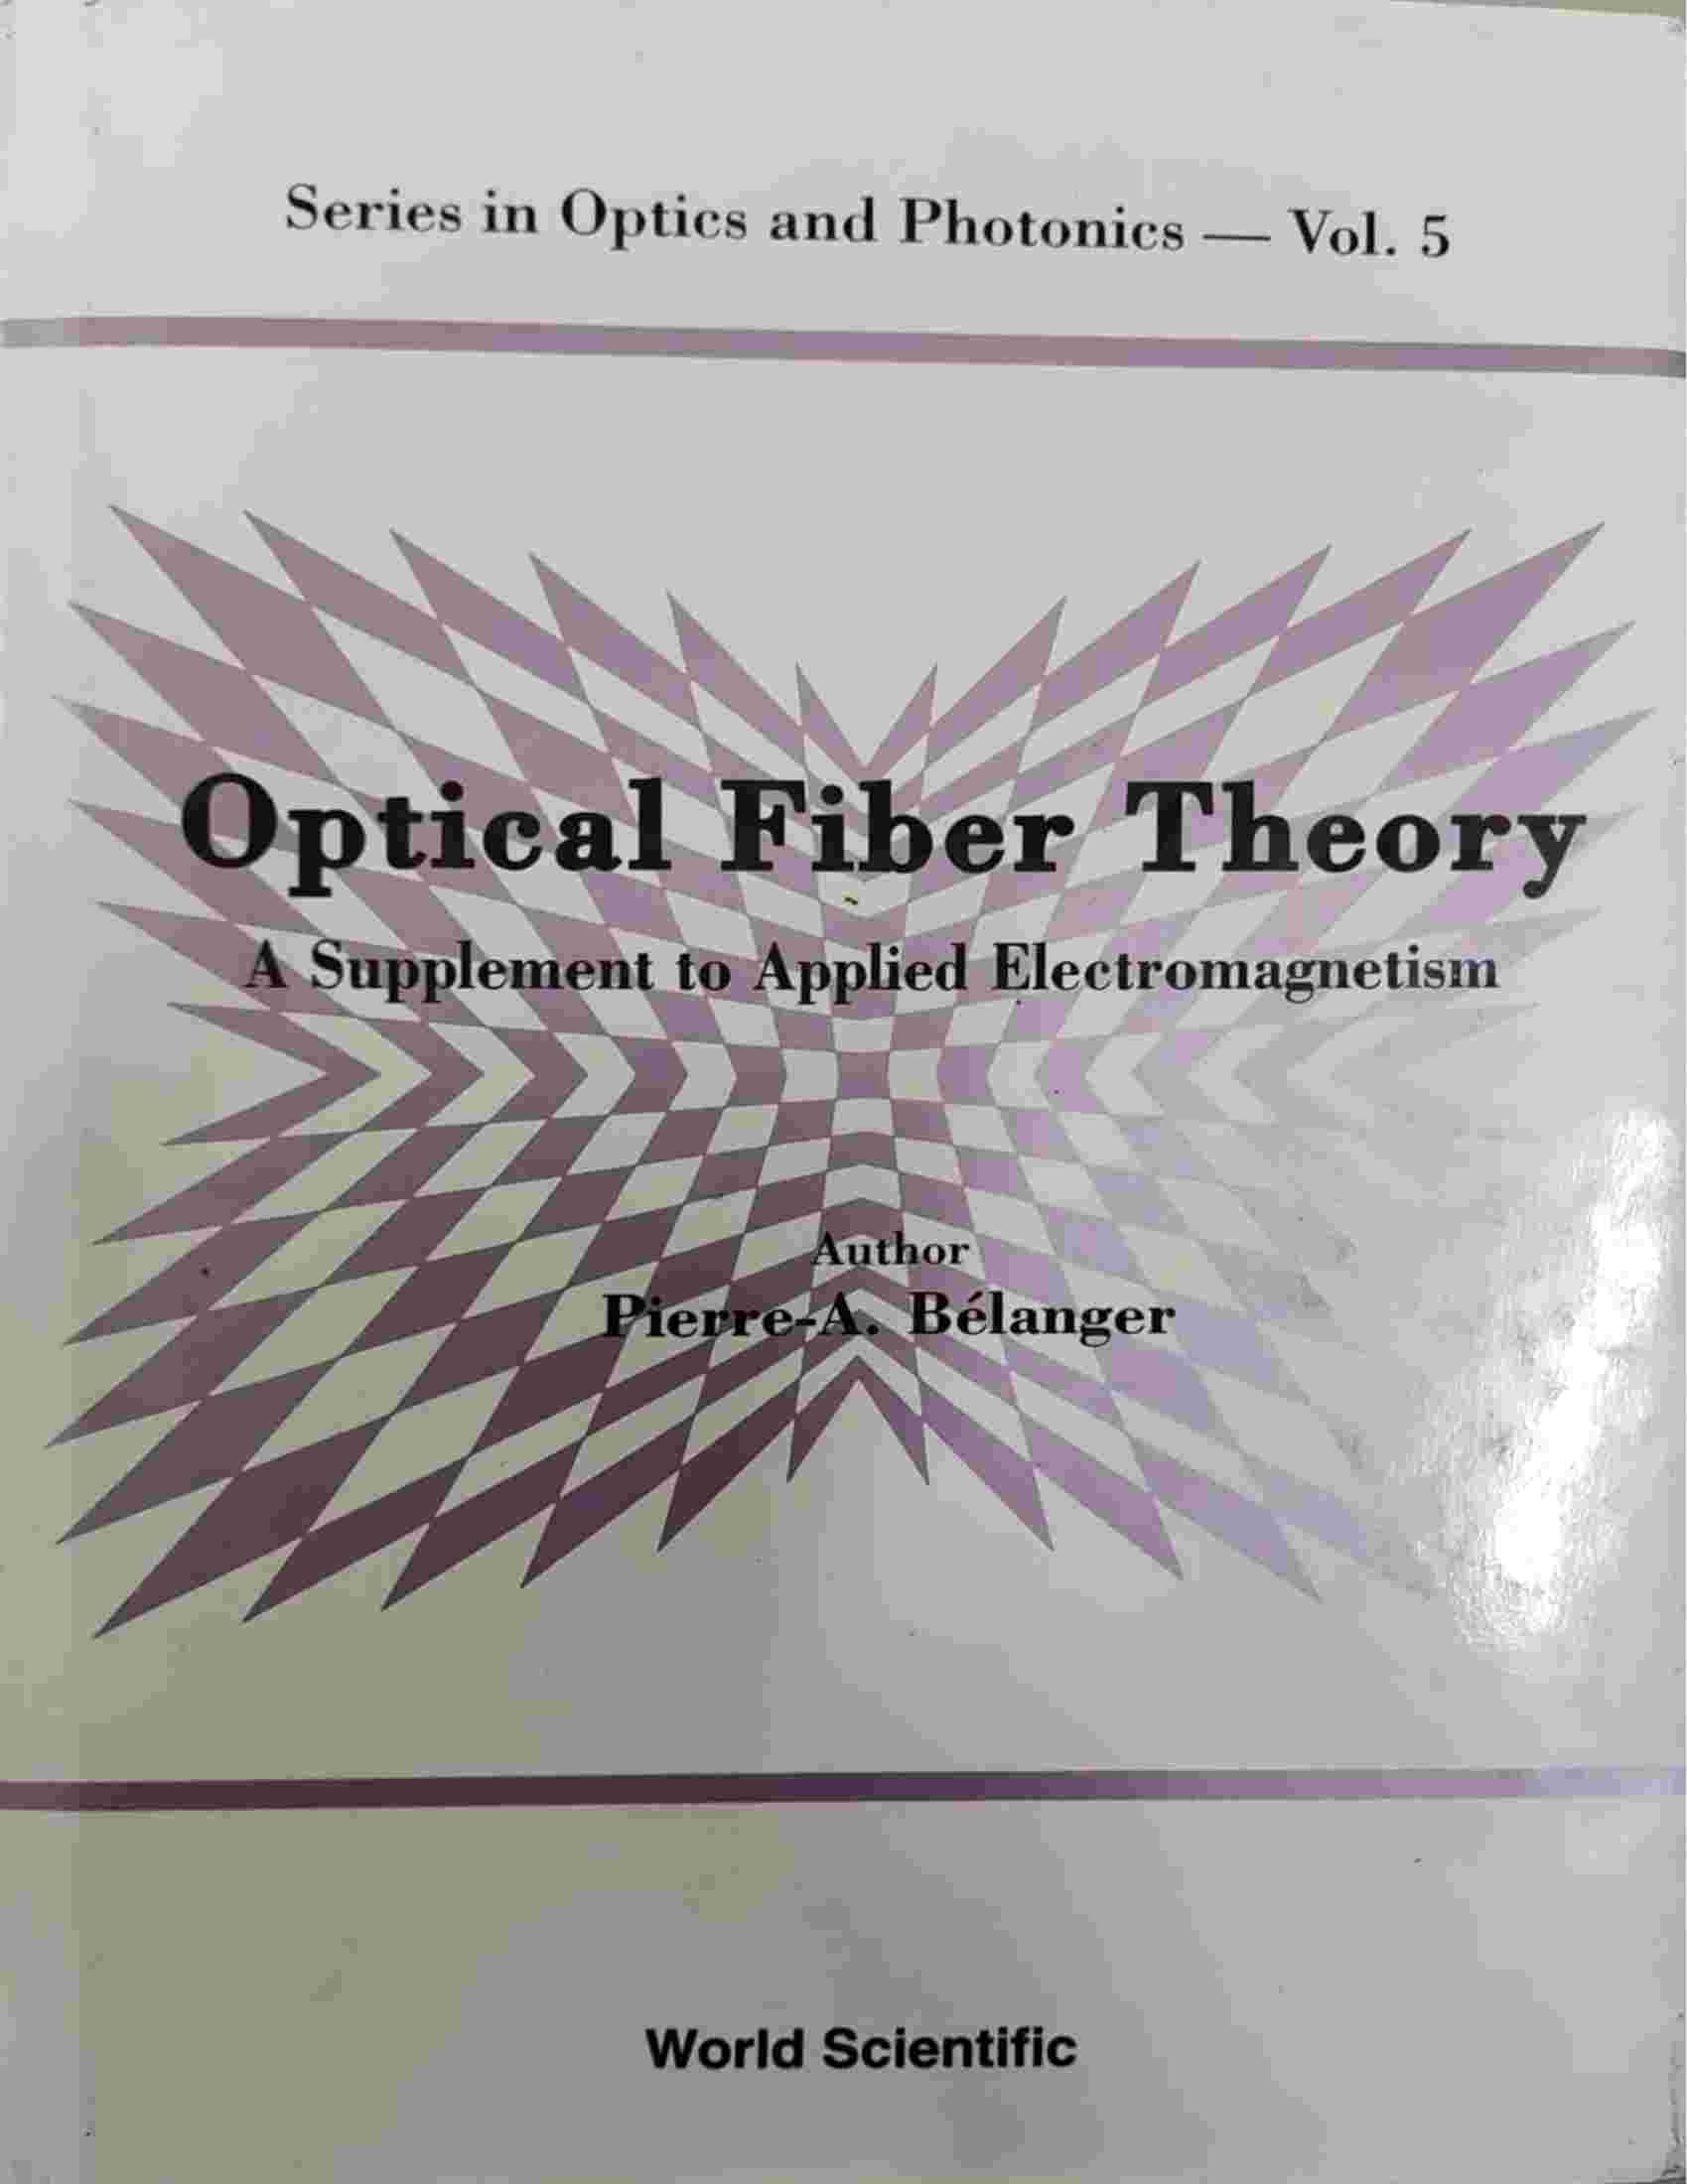 Series in Optics and Photonics — Vol. 5
Optical Fiber Theory
A Supplement to Applied Electromagnetism
Author
Pierre-A. Bélanger
World Scientific